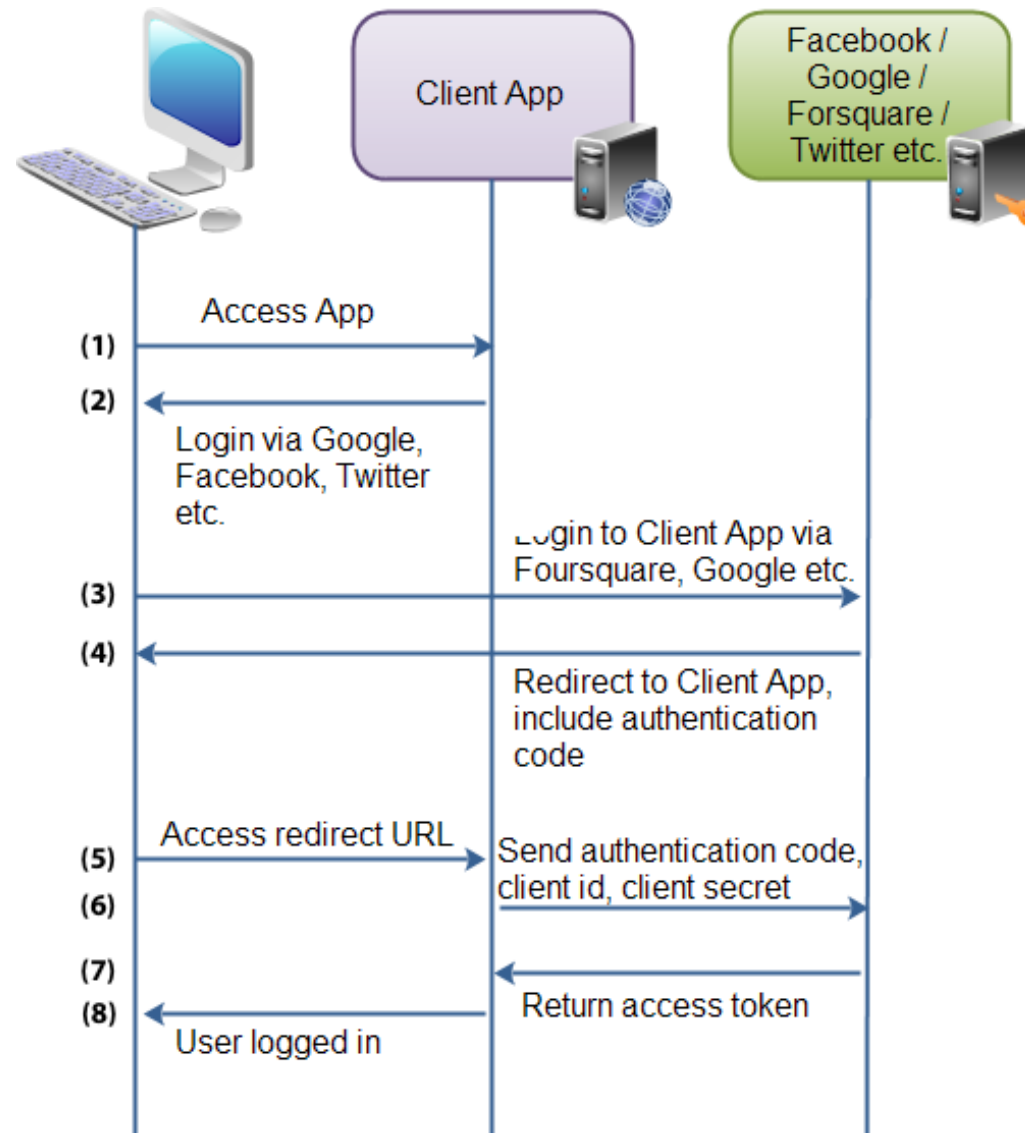 Client App
Facebook /
Google /
Forsquare /
Twitter etc.
Access App
(1)
(2)
Login via Google,
Facebook, Twitter
etc.
Login to Client App via
Foursquare, Google etc.
(3)
(4)
Redirect to Client App,
include authentication
code
Access redirect URL
(5)
Send authentication code,
client id, client secret
(6)
(7)
Return access token
(8)
User logged in